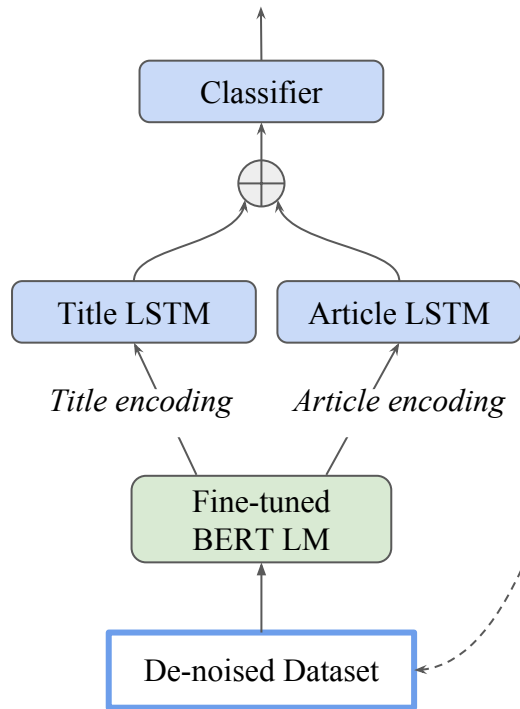 Classifier
Title LSTM
Article LSTM
Title encoding
Article encoding
Fine-tuned
BERT LM
De-noised Dataset